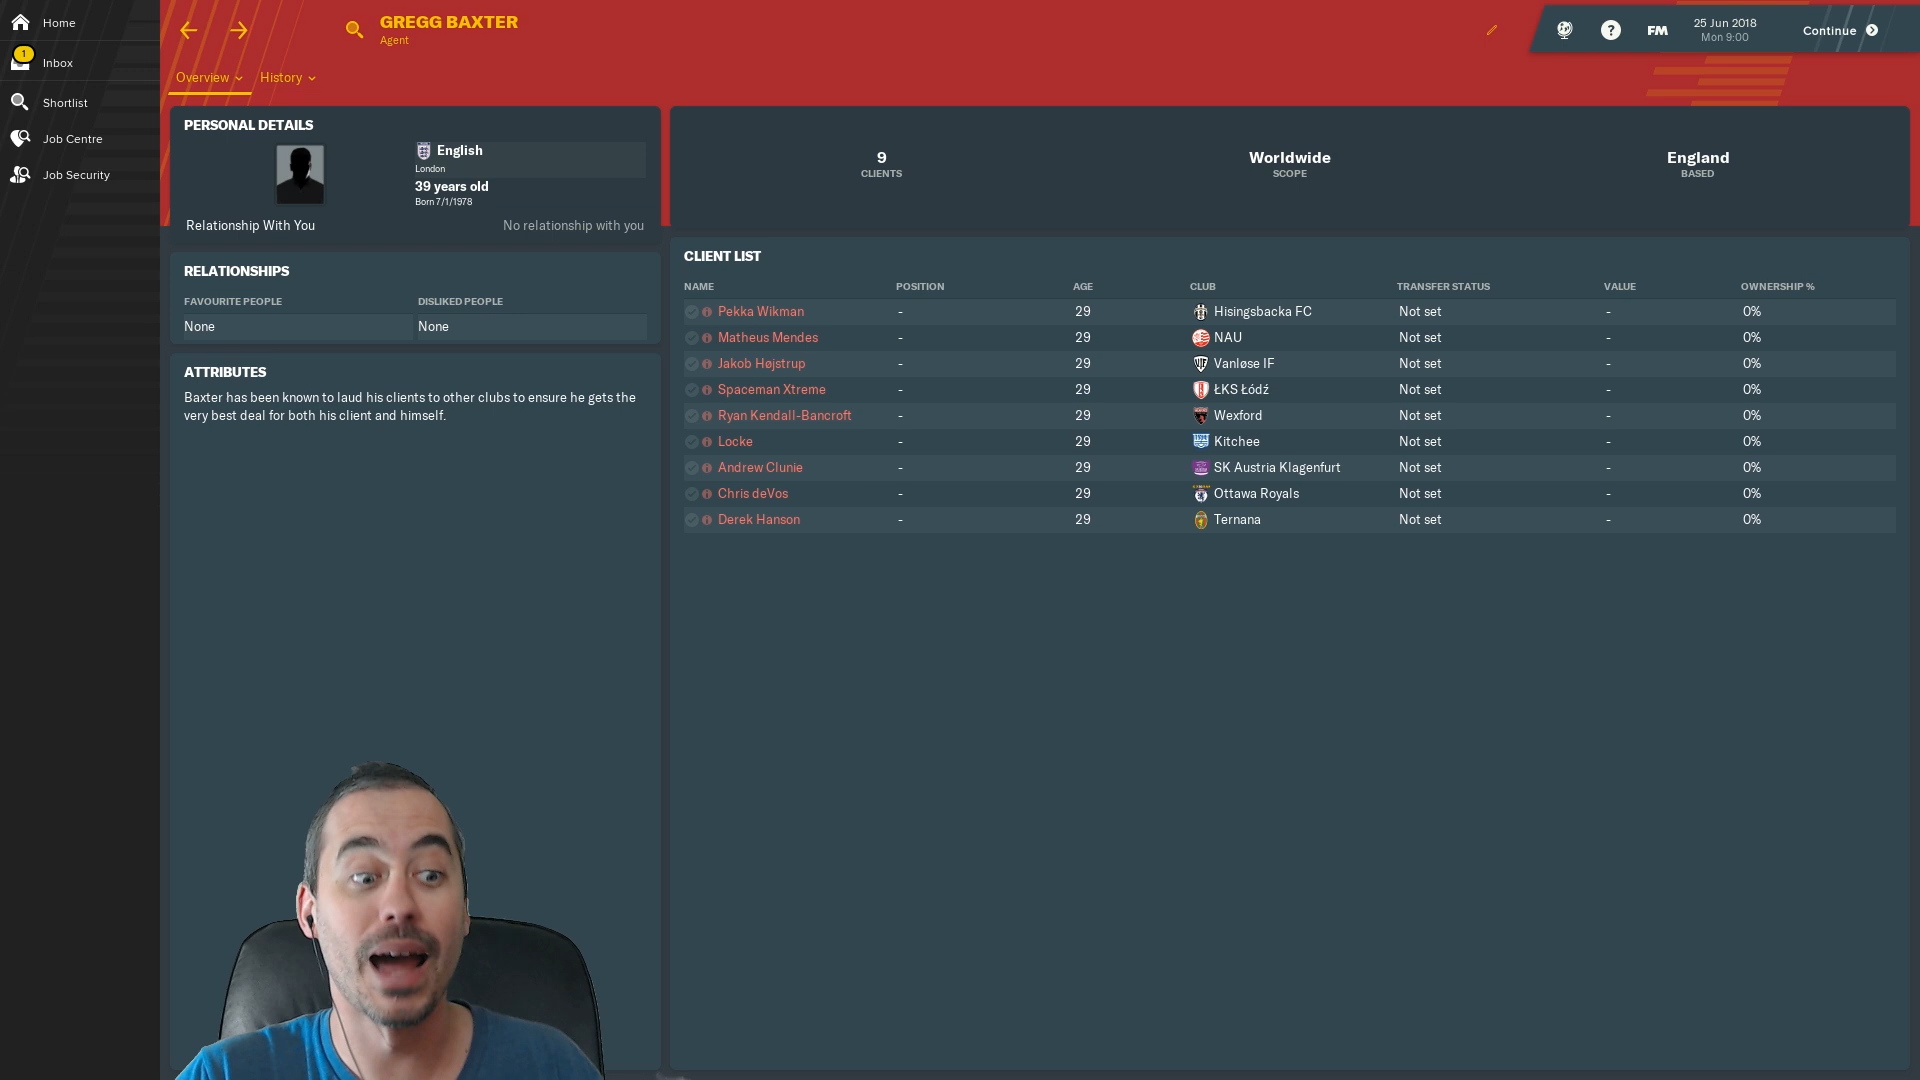 Home
1
Inbox
Shortlist
Job Centre
Job Security
GREGG BAXTER
Agent
Overview
History
?
FM
25 Jun 2018
Mon 9:00
Continue
PERSONAL DETAILS
English
London
39 years old
Born 7/1/1978
Relationship With You No relationship with you
9
CLIENTS
Worldwide
SCOPE
England
BASED
RELATIONSHIPS
FAVOURITE PEOPLE DISLIKED PEOPLE
None None
ATTRIBUTES
Baxter has been known to laud his clients to other clubs to ensure he gets the
very best deal for both his client and himself.
CLIENT LIST
NAME POSITION AGE CLUB TRANSFER STATUS VALUE OWNERSHIP %
Pekka Wikman - 29 Hisingsbacka FC Not set - 0%
Matheus Mendes - 29 NAU Not set - 0%
Jakob Højstrup - 29 Vanløse IF Not set - 0%
Spaceman Xtreme - 29 ŁKS Łódź Not set - 0%
Ryan Kendall-Bancroft - 29 Wexford Not set - 0%
Locke - 29 Kitchee Not set - 0%
Andrew Clunie - 29 SK Austria Klagenfurt Not set - 0%
Chris deVos - 29 Ottawa Royals Not set - 0%
Derek Hanson - 29 Ternana Not set - 0%